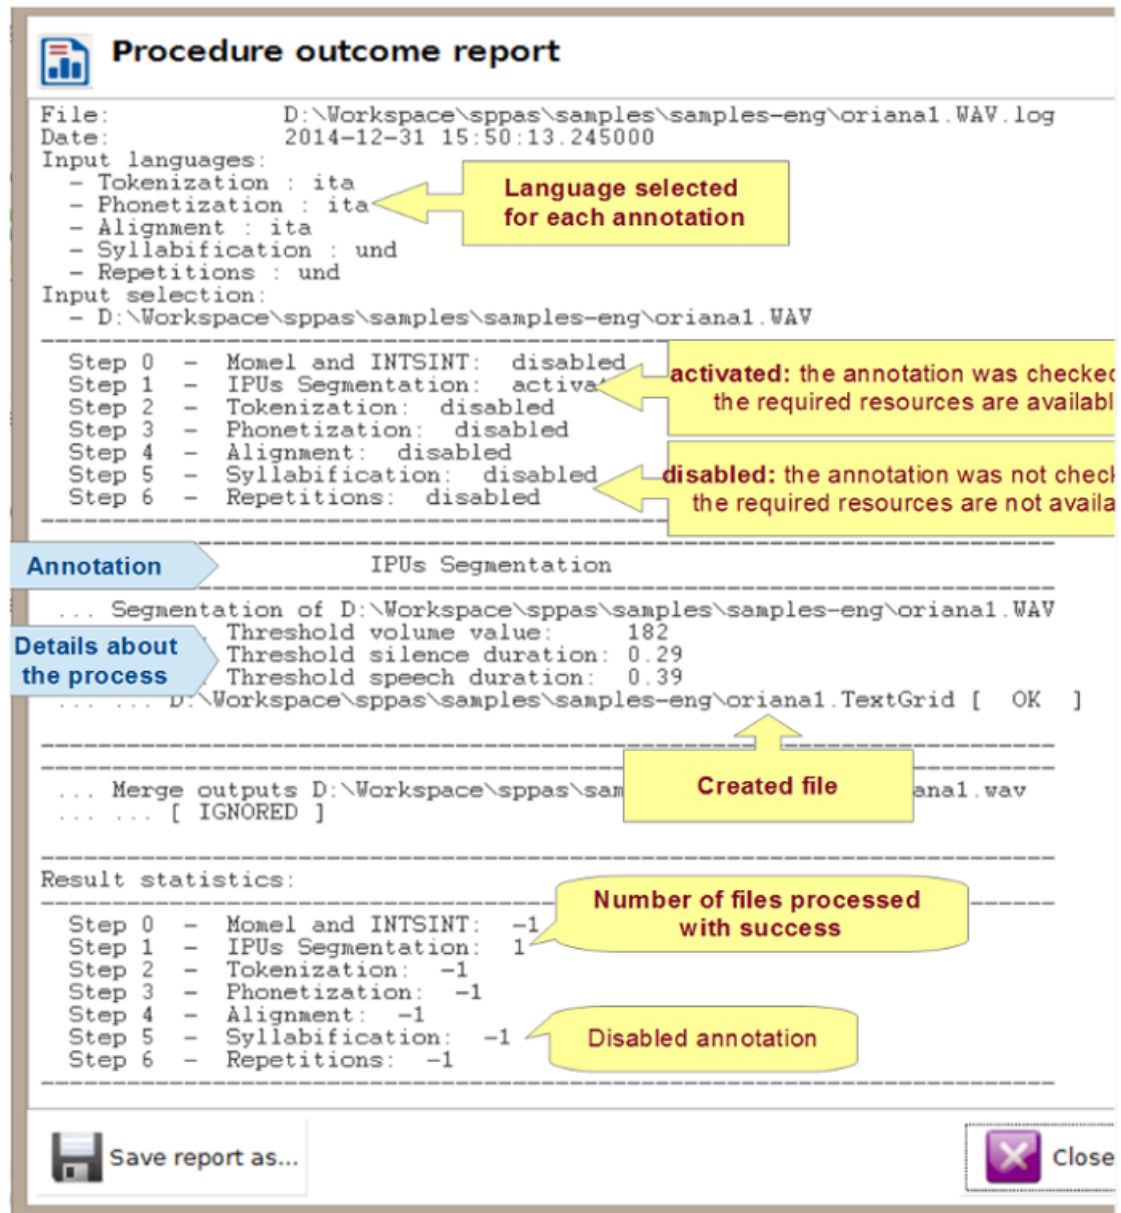 Procedure outcome report
File: D:\Workspace\sppas\samples\samples-eng\oriana1.WAV.log
Date: 2014-12-31 15:50:13.245000
Input languages:
- Tokenization : ita
- Phonetization : ita
- Alignment : ita
- Syllabification : und
- Repetitions : und
Language selected
for each annotation
Input selection:
- D:\Workspace\sppas\samples\samples-eng\oriana1.WAV
Step 0 - Momel and INTSINT: disabled
Step 1 - IPUs Segmentation: activa
Step 2 - Tokenization: disabled
Step 3 - Phonetization: disabled
Step 4 - Alignment: disabled
Step 5 - Syllabification: disabled
Step 6 - Repetitions: disabled
activated: the annotation was checked
the required resources are availabl
disabled: the annotation was not check
the required resources are not availa
Annotation
IPUs Segmentation
... Segmentation of D:\Workspace\sppas\samples\samples-eng\oriana1.WAV
Details about
the process
Threshold volume value: 182
Threshold silence duration: 0.29
Threshold speech duration: 0.39
... ... D:\Workspace\sppas\samples\samples-eng\oriana1.TextGrid [ OK ]
Created file
... Merge outputs D:\Workspace\sppas\sam ana1.wav
... ... [ IGNORED ]
Result statistics:
Number of files processed
with success
Step 0 - Momel and INTSINT: -1
Step 1 - IPUs Segmentation: 1
Step 2 - Tokenization: -1
Step 3 - Phonetization: -1
Step 4 - Alignment: -1
Step 5 - Syllabification: -1
Step 6 - Repetitions: -1
Disabled annotation
Save report as...
Close